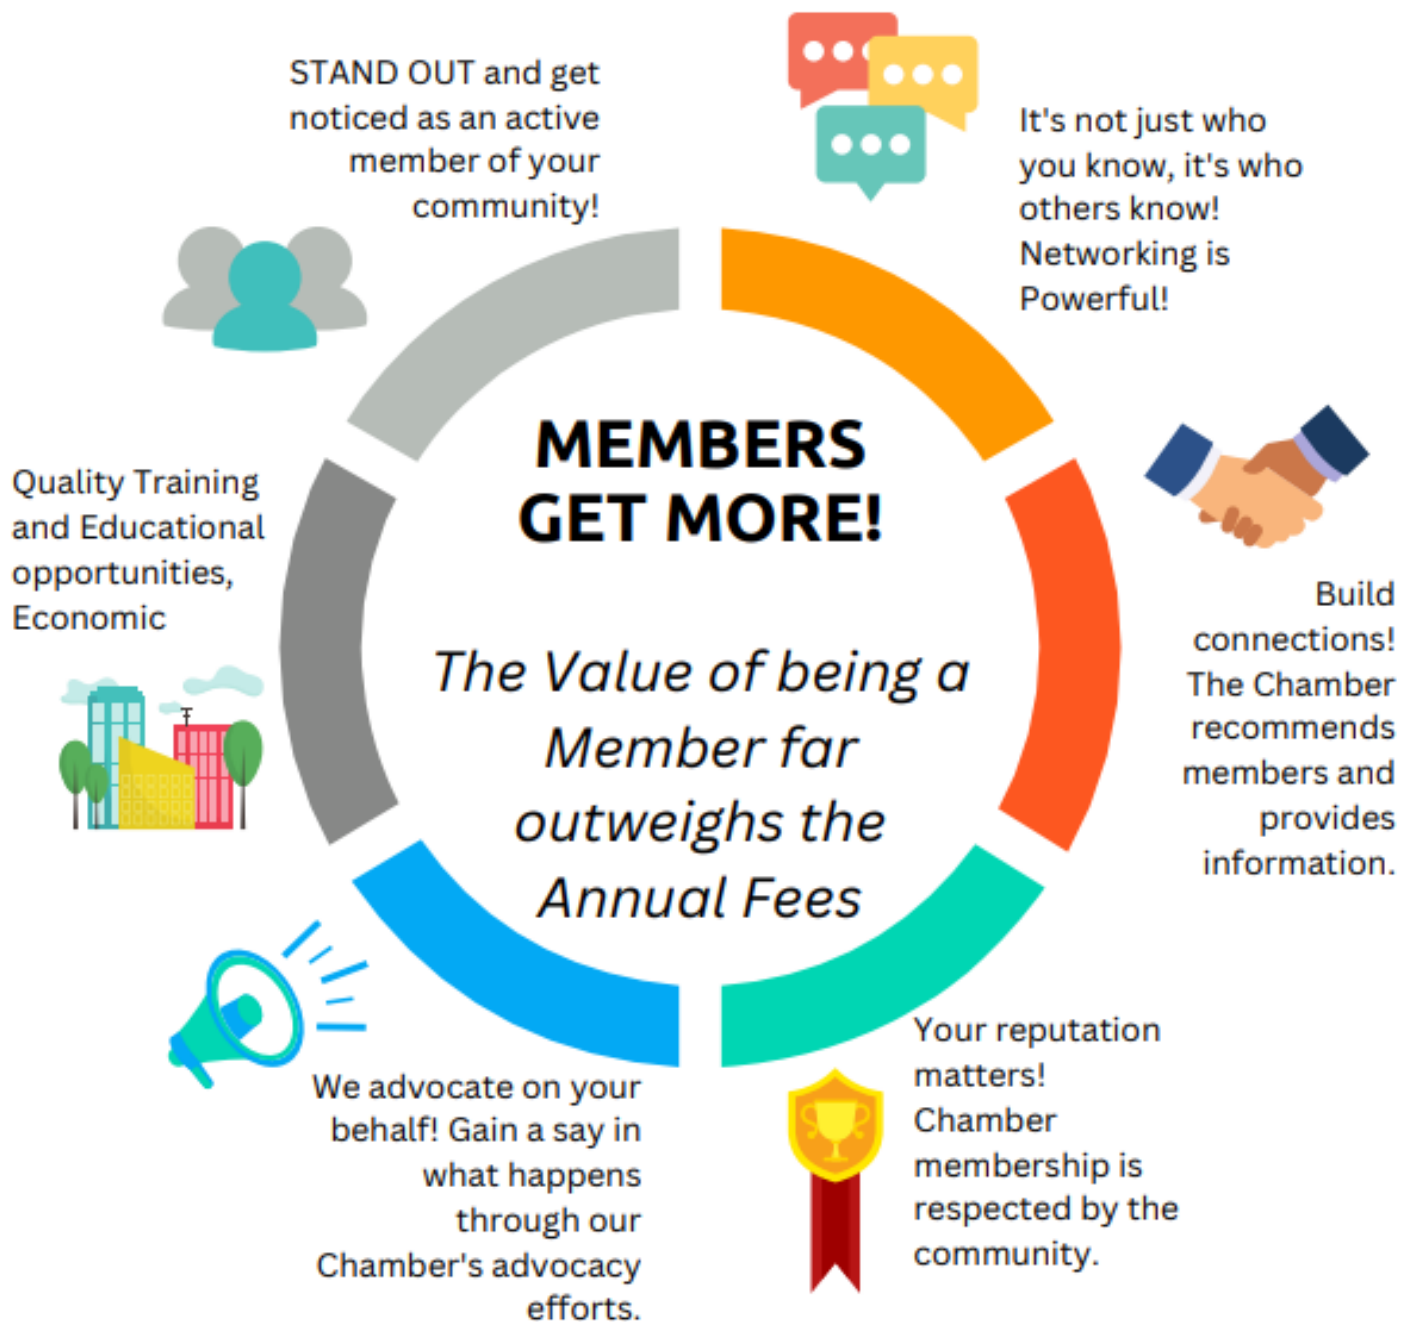 STAND OUT and get
noticed as an active
member of your
community!
It's not just who
you know, it's who
others know!
Networking is
Powerful!
MEMBERS
GET MORE!
The Value of being a
Member far
outweighs the
Annual Fees
Quality Training
and Educational
opportunities,
Economic
Build
connections!
The Chamber
recommends
members and
provides
information.
We advocate on your
behalf! Gain a say in
what happens
through our
Chamber's advocacy
efforts.
Your reputation
matters!
Chamber
membership is
respected by the
community.